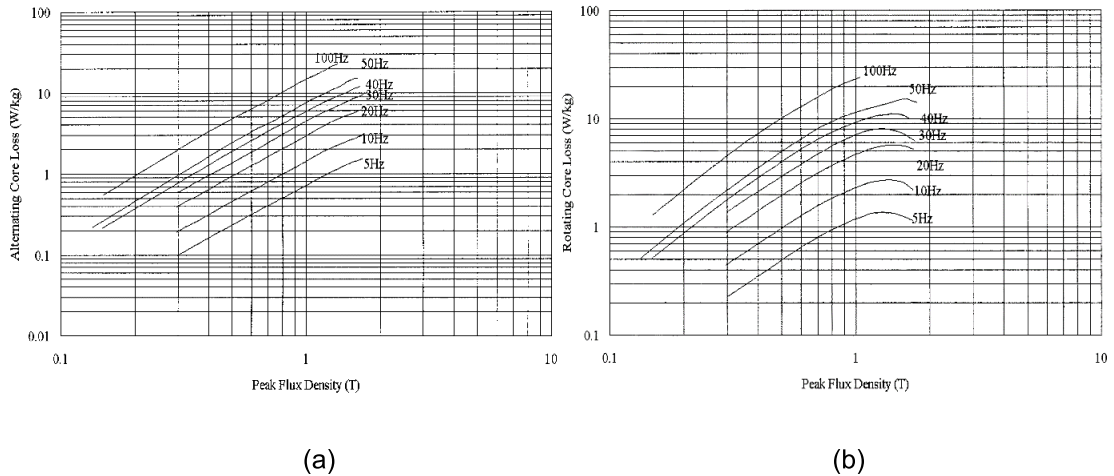 100
10
1
0.1
0.01
0.1
1
10
Alternating Core Loss (W/kg)
Peak Flux Density (T)
100Hz
50Hz
40Hz
30Hz
20Hz
10Hz
5Hz
(a)
100
10
1
0.1
0.1
1
10
Rotating Core Loss (W/kg)
Peak Flux Density (T)
100Hz
50Hz
40Hz
30Hz
20Hz
10Hz
5Hz
(b)